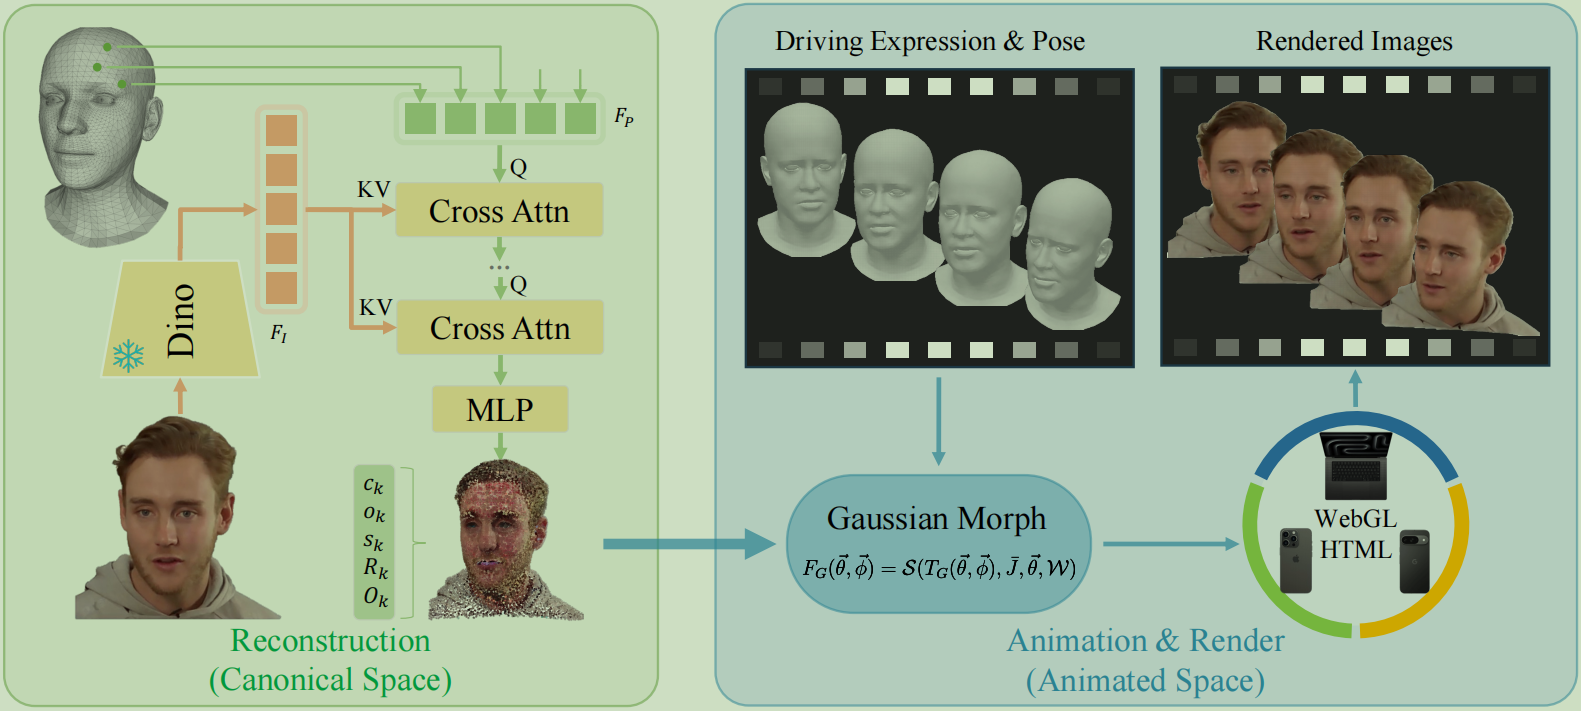 Driving Expression & Pose
Rendered Images
F_P
Q
KV
Cross Attn
...
Q
KV
Cross Attn
Dino
F_I
MLP
c_k
o_k
s_k
R_k
O_k
Gaussian Morph
F_G(θ⃗, ϕ⃗) = 𝒮(T_G(θ⃗, ϕ⃗), J̄, θ⃗, 𝒲)
WebGL
HTML
Reconstruction
(Canonical Space)
Animation & Render
(Animated Space)